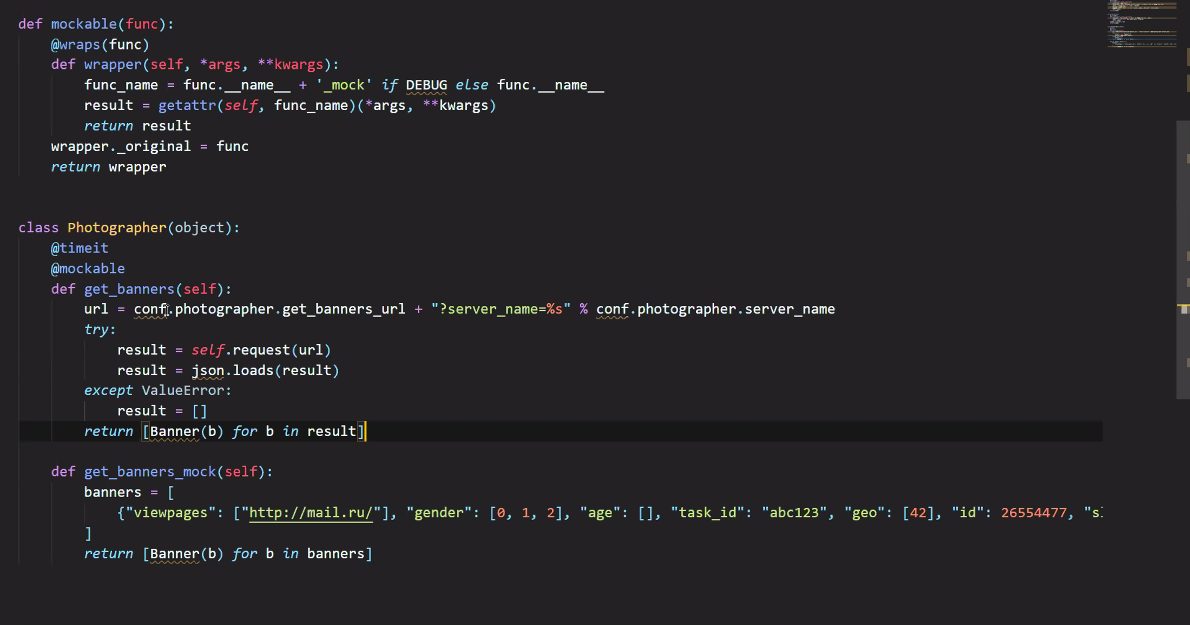 def mockable(func):
    @wraps(func)
    def wrapper(self, *args, **kwargs):
        func_name = func.__name__ + '_mock' if DEBUG else func.__name__
        result = getattr(self, func_name)(*args, **kwargs)
        return result
    wrapper._original = func
    return wrapper
class Photographer(object):
    @timeit
    @mockable
    def get_banners(self):
        url = conf.photographer.get_banners_url + "?server_name=%s" % conf.photographer.server_name
        try:
            result = self.request(url)
            result = json.loads(result)
        except ValueError:
            result = []
        return [Banner(b) for b in result]
    def get_banners_mock(self):
        banners = [
            {"viewpages": ["http://mail.ru/"], "gender": [0, 1, 2], "age": [], "task_id": "abc123", "geo": [42], "id": 26554477, "s
        ]
        return [Banner(b) for b in banners]